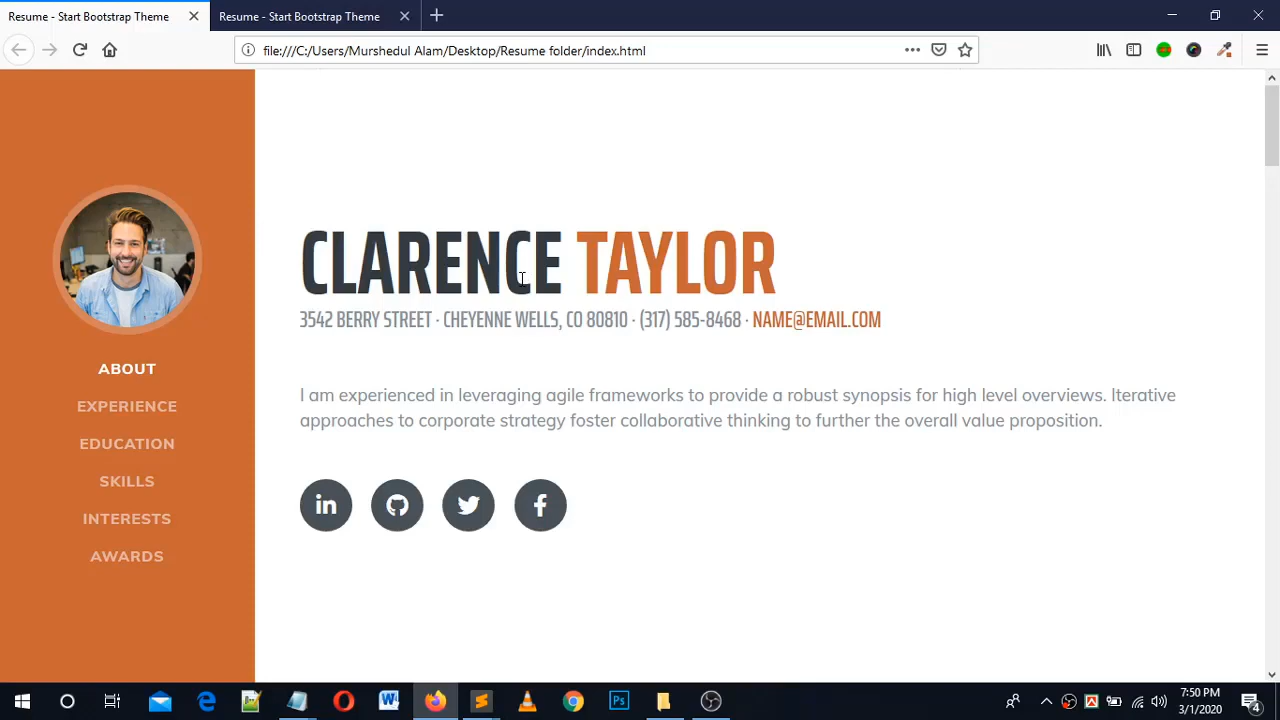 Resume - Start Bootstrap Theme
Resume - Start Bootstrap Theme
file:///C:/Users/Murshedul Alam/Desktop/Resume folder/index.html
CLARENCE TAYLOR
3542 BERRY STREET · CHEYENNE WELLS, CO 80810 · (317) 585-8468 · NAME@EMAIL.COM
I am experienced in leveraging agile frameworks to provide a robust synopsis for high level overviews. Iterative
approaches to corporate strategy foster collaborative thinking to further the overall value proposition.
in
ABOUT
EXPERIENCE
EDUCATION
SKILLS
INTERESTS
AWARDS
Ps
7:50 PM
3/1/2020
4